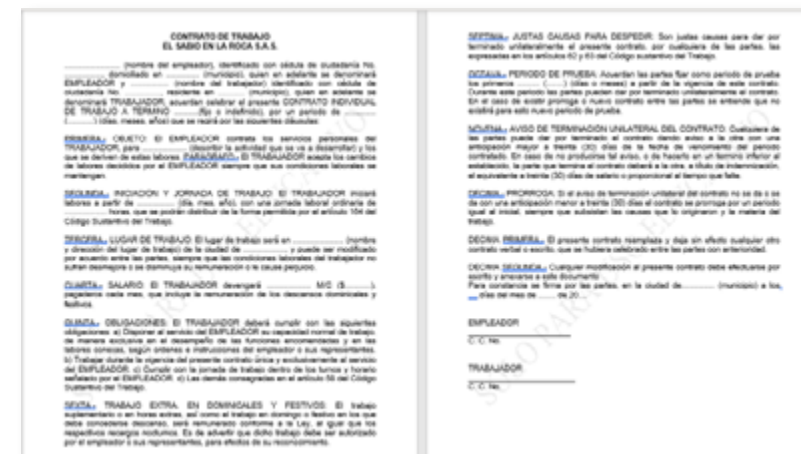 CONTRATO DE TRABAJO
EL SABIO EN LA ROCA S.A.S.
(nombre del empleador), identificado con cédula de ciudadanía No.
domiciliado en (municipio), quien en adelante se denominará
EMPLEADOR y (nombre del trabajador) identificado con cédula de
ciudadanía No. residente en (municipio), quien en adelante se
denominará TRABAJADOR, acuerdan celebrar el presente CONTRATO INDIVIDUAL
DE TRABAJO A TERMINO (fijo o indefinido), por un periodo de
(........) (días, meses, años) que se regirá por las siguientes cláusulas:
PRIMERA.- OBJETO: El EMPLEADOR contrata los servicios personales del
TRABAJADOR, para (describir la actividad que se va a desarrollar) y los
que se deriven de estas labores. PARÁGRAFO.- El TRABAJADOR acepta los cambios
de labores decididos por el EMPLEADOR siempre que sus condiciones laborales se
mantengan.
SEGUNDA.- INICIACIÓN Y JORNADA DE TRABAJO: El TRABAJADOR iniciará
labores a partir de (día, mes, año), con una jornada laboral ordinaria de
horas, que se podrán distribuir de la forma permitida por el artículo 164 del
Código Sustantivo del Trabajo.
TERCERA.- LUGAR DE TRABAJO: El lugar de trabajo será en (nombre
y dirección del lugar de trabajo) de la ciudad de y puede ser modificado
por acuerdo entre las partes, siempre que las condiciones laborales del trabajador no
sufran desmejora o se disminuya su remuneración o le cause perjuicio.
CUARTA.- SALARIO: El TRABAJADOR devengará M/C ($.........),
pagaderos cada mes, que incluye la remuneración de los descansos dominicales y
festivos.
QUINTA.- OBLIGACIONES: El TRABAJADOR deberá cumplir con las siguientes
obligaciones: a) Disponer al servicio del EMPLEADOR su capacidad normal de trabajo,
de manera exclusiva en el desempeño de las funciones encomendadas y en las
labores conexas, según órdenes e instrucciones del empleador o sus representantes.
b) Trabajar durante la vigencia del presente contrato única y exclusivamente al servicio
del EMPLEADOR. c) Cumplir con la jornada de trabajo dentro de los turnos y horario
señalado por el EMPLEADOR. d) Las demás consagradas en el artículo 58 del Código
Sustantivo del Trabajo.
SEXTA.- TRABAJO EXTRA, EN DOMINICALES Y FESTIVOS: El trabajo
suplementario o en horas extras, así como el trabajo en domingo o festivo en los que
debe concederse descanso, será remunerado conforme a la Ley, al igual que los
respectivos recargos nocturnos. Es de advertir que dicho trabajo debe ser autorizado
por el empleador o sus representantes, para efectos de su reconocimiento.
SEPTIMA.- JUSTAS CAUSAS PARA DESPEDIR: Son justas causas para dar por
terminado unilateralmente el presente contrato, por cualquiera de las partes, las
expresadas en los artículos 62 y 63 del Código sustantivo del Trabajo.
OCTAVA.- PERIODO DE PRUEBA: Acuerdan las partes fijar como periodo de prueba
los primeros (........) (días o meses) a partir de la vigencia de este contrato.
Durante este periodo las partes pueden dar por terminado unilateralmente el contrato.
En el caso de existir prorroga o nuevo contrato entre las partes se entiende que no
existirá para este nuevo periodo de prueba.
NOVENA.- AVISO DE TERMINACIÓN UNILATERAL DEL CONTRATO: Cualquiera de
las partes puede dar por terminado el contrato dando aviso a la otra con una
anticipación mayor a treinta (30) días de la fecha de vencimiento del periodo
contratado. En caso de no producirse tal aviso, o de hacerlo en un termino inferior al
establecido, la parte que termina el contrato deberá a la otra, a título de indemnización,
el equivalente a treinta (30) días de salario o proporcional al tiempo que falte.
DECIMA.- PRORROGA: Si el aviso de terminación unilateral del contrato no se da o se
da con una anticipación menor a treinta (30) días el contrato se prorroga por un periodo
igual al inicial, siempre que subsistan las causas que lo originaron y la materia del
trabajo.
DECIMA PRIMERA.- El presente contrato reemplaza y deja sin efecto cualquier otro
contrato verbal o escrito, que se hubiera celebrado entre las partes con anterioridad.
DECIMA SEGUNDA.- Cualquier modificación al presente contrato debe efectuarse por
escrito y anexarse a este documento.
Para constancia se firma por las partes, en la ciudad de (municipio) a los
días del mes de de 20...
EMPLEADOR
C. C. No.
TRABAJADOR
C. C. No.